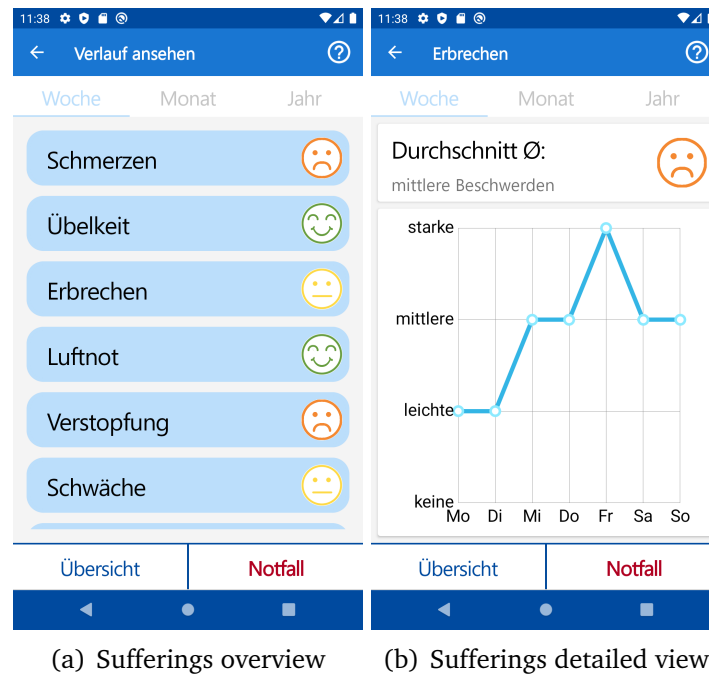 11:38
Verlauf ansehen
Woche Monat Jahr
Schmerzen
Übelkeit
Erbrechen
Luftnot
Verstopfung
Schwäche
Übersicht Notfall
(a) Sufferings overview
11:38
Erbrechen
Woche Monat Jahr
Durchschnitt Ø:
mittlere Beschwerden
starke
mittlere
leichte
keine
Mo Di Mi Do Fr Sa So
Übersicht Notfall
(b) Sufferings detailed view